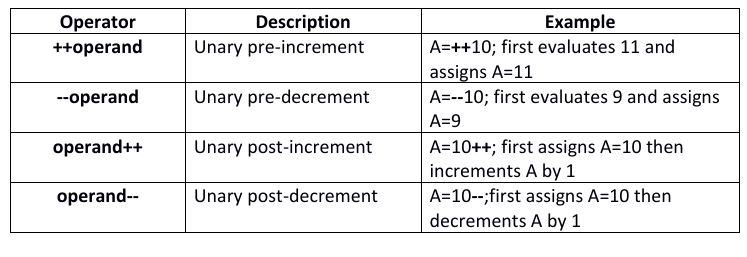 Operator Description Example
++operand Unary pre-increment A=++10; first evaluates 11 and
assigns A=11
--operand Unary pre-decrement A=--10; first evaluates 9 and assigns
A=9
operand++ Unary post-increment A=10++; first assigns A=10 then
increments A by 1
operand-- Unary post-decrement A=10--;first assigns A=10 then
decrements A by 1